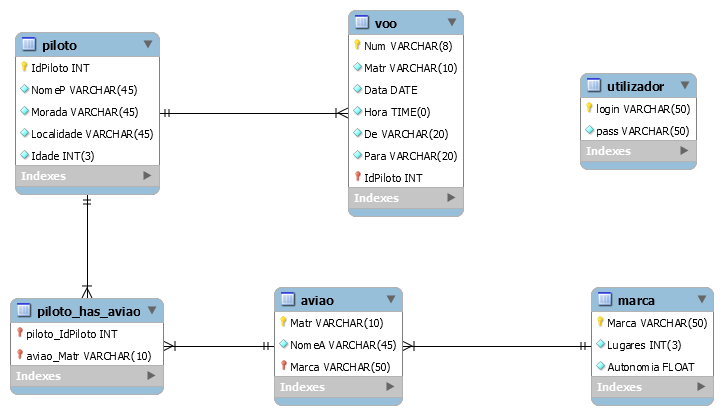 piloto
IdPiloto INT
NomeP VARCHAR(45)
Morada VARCHAR(45)
Localidade VARCHAR(45)
Idade INT(3)
Indexes
voo
Num VARCHAR(8)
Matr VARCHAR(10)
Data DATE
Hora TIME(0)
De VARCHAR(20)
Para VARCHAR(20)
IdPiloto INT
Indexes
utilizador
login VARCHAR(50)
pass VARCHAR(50)
Indexes
piloto_has_aviao
piloto_IdPiloto INT
aviao_Matr VARCHAR(10)
Indexes
aviao
Matr VARCHAR(10)
NomeA VARCHAR(45)
Marca VARCHAR(50)
Indexes
marca
Marca VARCHAR(50)
Lugares INT(3)
Autonomia FLOAT
Indexes